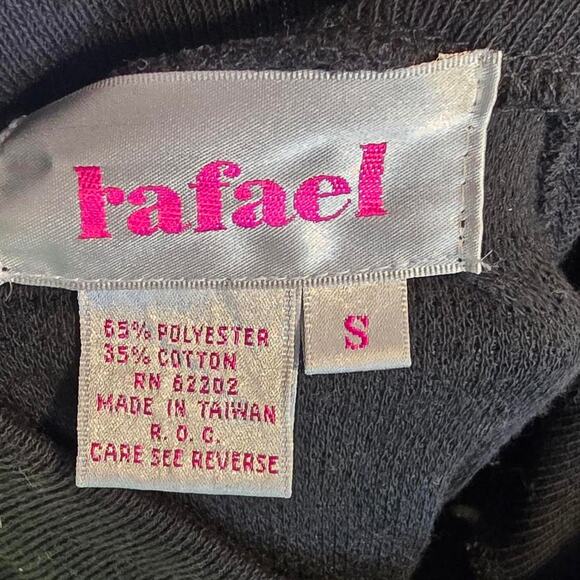 rafael
S
65% POLYESTER
35% COTTON
RN 62202
MADE IN TAIWAN
R. O. C.
CARE SEE REVERSE